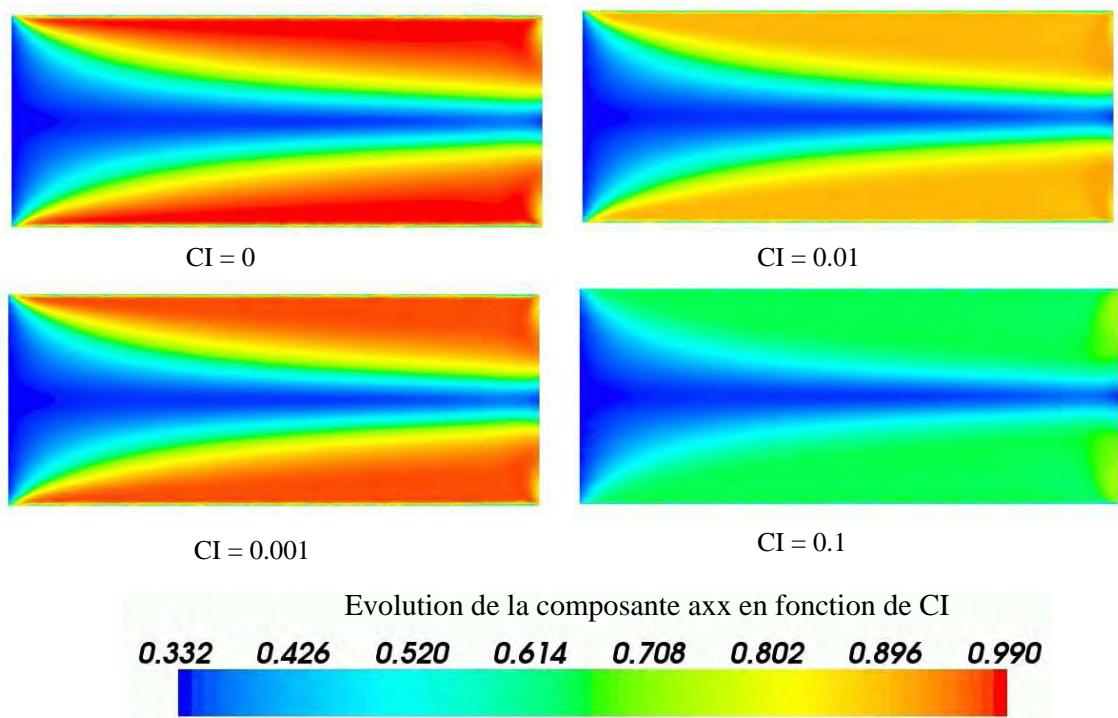 CI = 0
CI = 0.01
CI = 0.001
CI = 0.1
Evolution de la composante axx en fonction de CI
0.332 0.426 0.520 0.614 0.708 0.802 0.896 0.990